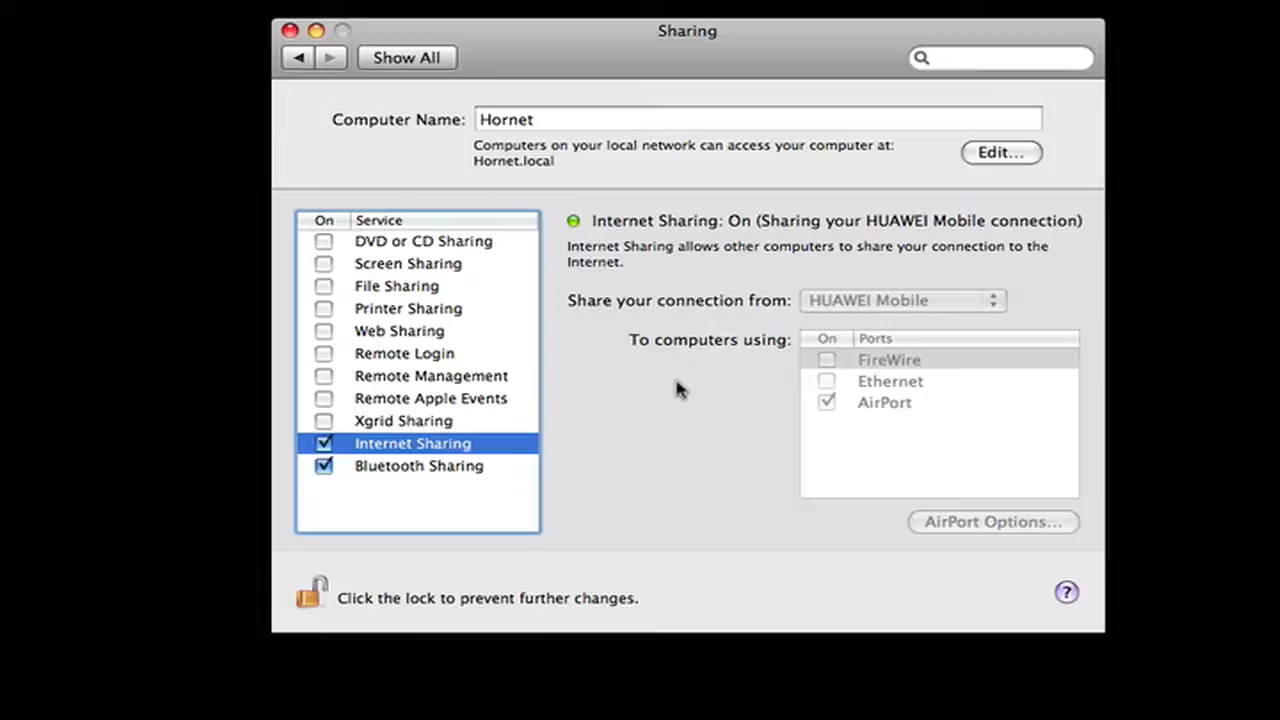 Sharing
Show All
Computer Name: Hornet
Computers on your local network can access your computer at:
Hornet.local
Edit...
On Service
DVD or CD Sharing
Screen Sharing
File Sharing
Printer Sharing
Web Sharing
Remote Login
Remote Management
Remote Apple Events
Xgrid Sharing
Internet Sharing
Bluetooth Sharing
Internet Sharing: On (Sharing your HUAWEI Mobile connection)
Internet Sharing allows other computers to share your connection to the
Internet.
Share your connection from: HUAWEI Mobile
To computers using:
On Ports
FireWire
Ethernet
AirPort
AirPort Options...
Click the lock to prevent further changes.
?